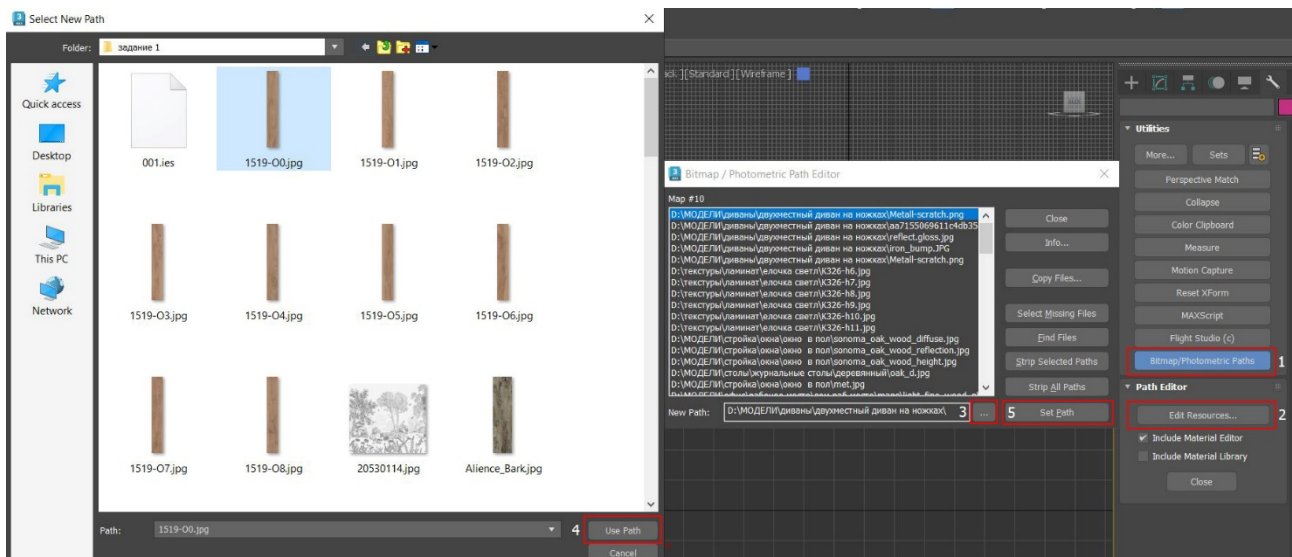 Select New Path
Folder:
задание 1
Quick access
Desktop
Libraries
This PC
Network
001.ies
1519-O0.jpg
1519-O1.jpg
1519-O2.jpg
1519-O3.jpg
1519-O4.jpg
1519-O5.jpg
1519-O6.jpg
1519-O7.jpg
1519-O8.jpg
20530114.jpg
Alience_Bark.jpg
Path:
1519-O0.jpg
4
Use Path
Cancel
][Standard][Wireframe]
Bitmap / Photometric Path Editor
Map #10
D:\МОДЕЛИ\диваны\двухместный диван на ножках\Metall-scratch.png
D:\МОДЕЛИ\диваны\двухместный диван на ножках\aa7155069611c4db35
D:\МОДЕЛИ\диваны\двухместный диван на ножках\reflect.gloss.jpg
D:\МОДЕЛИ\диваны\двухместный диван на ножках\iron_bump.JPG
D:\МОДЕЛИ\диваны\двухместный диван на ножках\Metall-scratch.png
D:\текстуры\ламинат\елочка светл\K326-h6.jpg
D:\текстуры\ламинат\елочка светл\K326-h7.jpg
D:\текстуры\ламинат\елочка светл\K326-h8.jpg
D:\текстуры\ламинат\елочка светл\K326-h9.jpg
D:\текстуры\ламинат\елочка светл\K326-h10.jpg
D:\текстуры\ламинат\елочка светл\K326-h11.jpg
D:\МОДЕЛИ\стройка\окна\окно в пол\sonoma_oak_wood_diffuse.jpg
D:\МОДЕЛИ\стройка\окна\окно в пол\sonoma_oak_wood_reflection.jpg
D:\МОДЕЛИ\стройка\окна\окно в пол\sonoma_oak_wood_height.jpg
D:\МОДЕЛИ\столы\журнальные столы\деревянный\oak_d.jpg
D:\МОДЕЛИ\стройка\окна\окно в пол\met.jpg
New Path:
D:\МОДЕЛИ\диваны\двухместный диван на ножках\
3
...
5
Set Path
Close
Info...
Copy Files...
Select Missing Files
Find Files
Strip Selected Paths
Strip All Paths
Utilities
More...
Sets
Perspective Match
Collapse
Color Clipboard
Measure
Motion Capture
Reset XForm
MAXScript
Flight Studio (c)
Bitmap/Photometric Paths
1
Path Editor
Edit Resources...
2
Include Material Editor
Include Material Library
Close